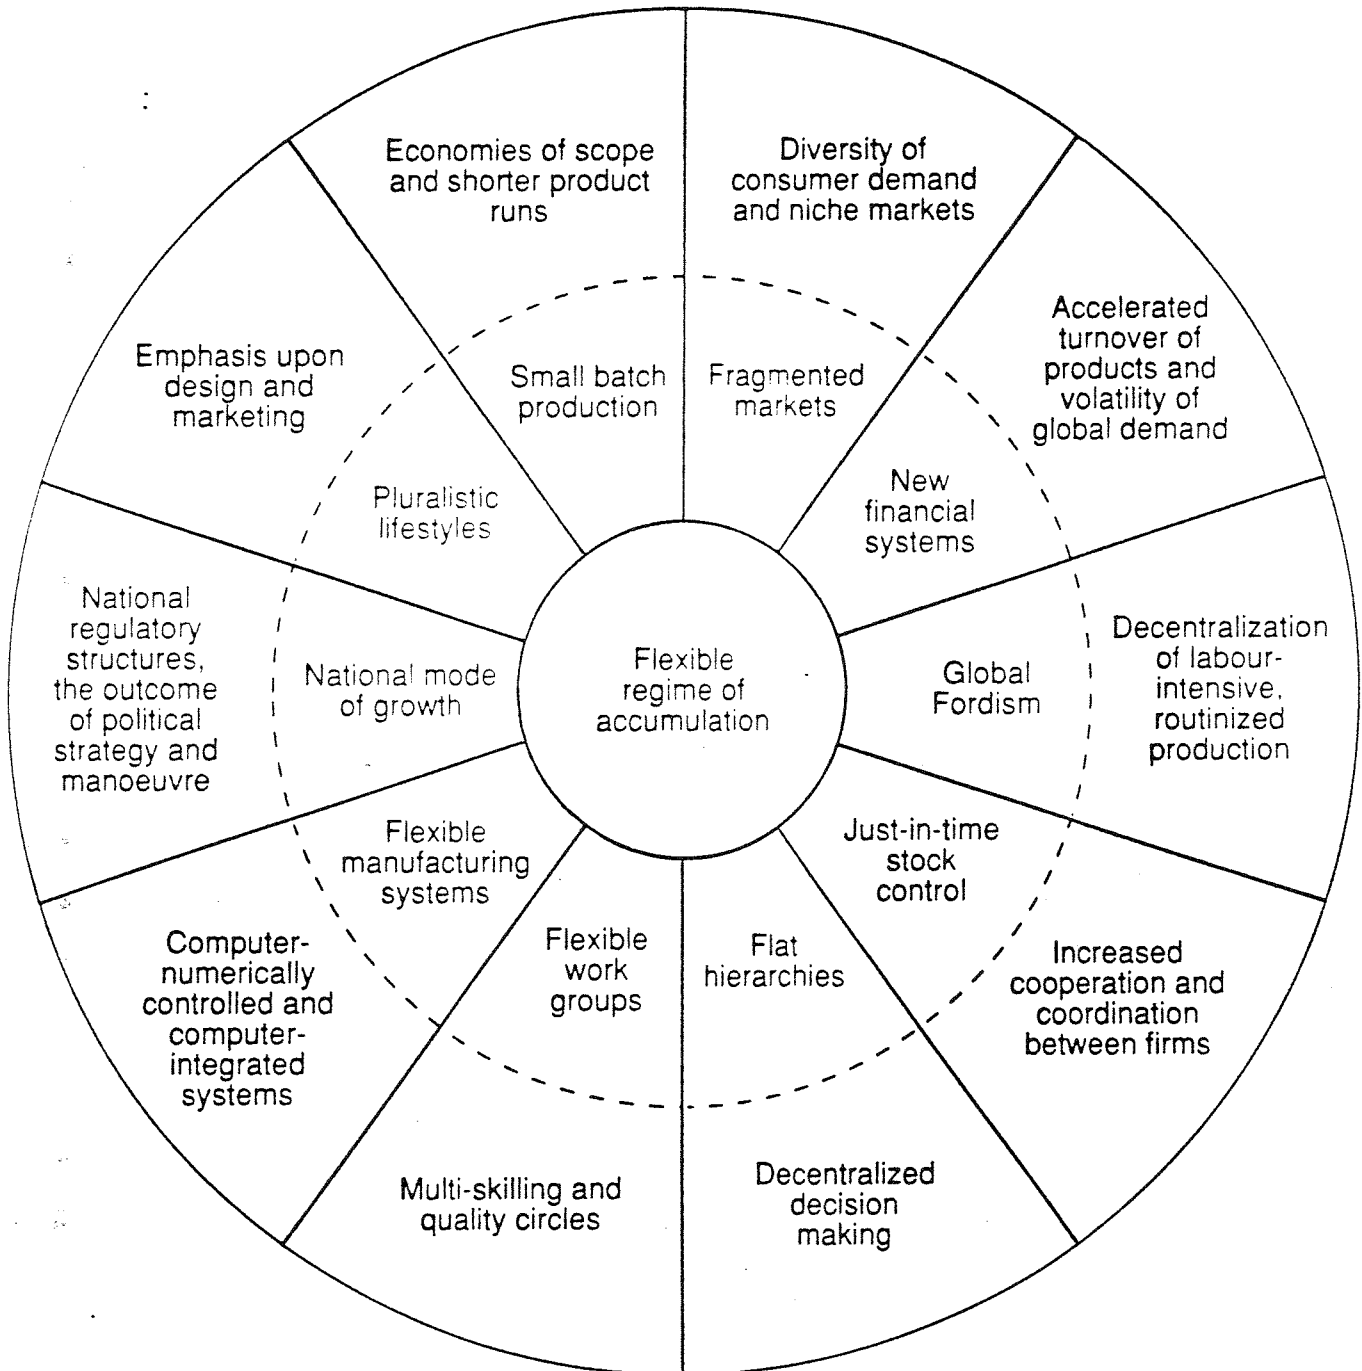 Economies of scope
and shorter product
runs
Diversity of
consumer demand
and niche markets
Accelerated
turnover of
products and
volatility of
global demand
Emphasis upon
design and
marketing
Small batch
production
Fragmented
markets
Pluralistic
lifestyles
New
financial
systems
National
regulatory
structures,
the outcome
of political
strategy and
manoeuvre
National mode
of growth
Flexible
regime of
accumulation
Global
Fordism
Decentralization
of labour-
intensive,
routinized
production
Flexible
manufacturing
systems
Just-in-time
stock
control
Computer-
numerically
controlled and
computer-
integrated
systems
Flexible
work
groups
Flat
hierarchies
Increased
cooperation and
coordination
between firms
Multi-skilling and
quality circles
Decentralized
decision
making